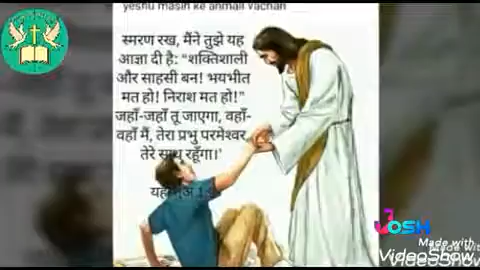 yeshu masih ke anmall vachan
स्मरण रख, मैंने तुझे यह
आज्ञा दी है: "शक्तिशाली
और साहसी बन! भयभीत
मत हो! निराश मत हो!"
जहाँ-जहाँ तू जाएगा, वहाँ-
वहाँ मैं, तेरा प्रभु परमेश्वर
तेरे साथ रहूँगा।'
JOSH
Made with
VideoShow